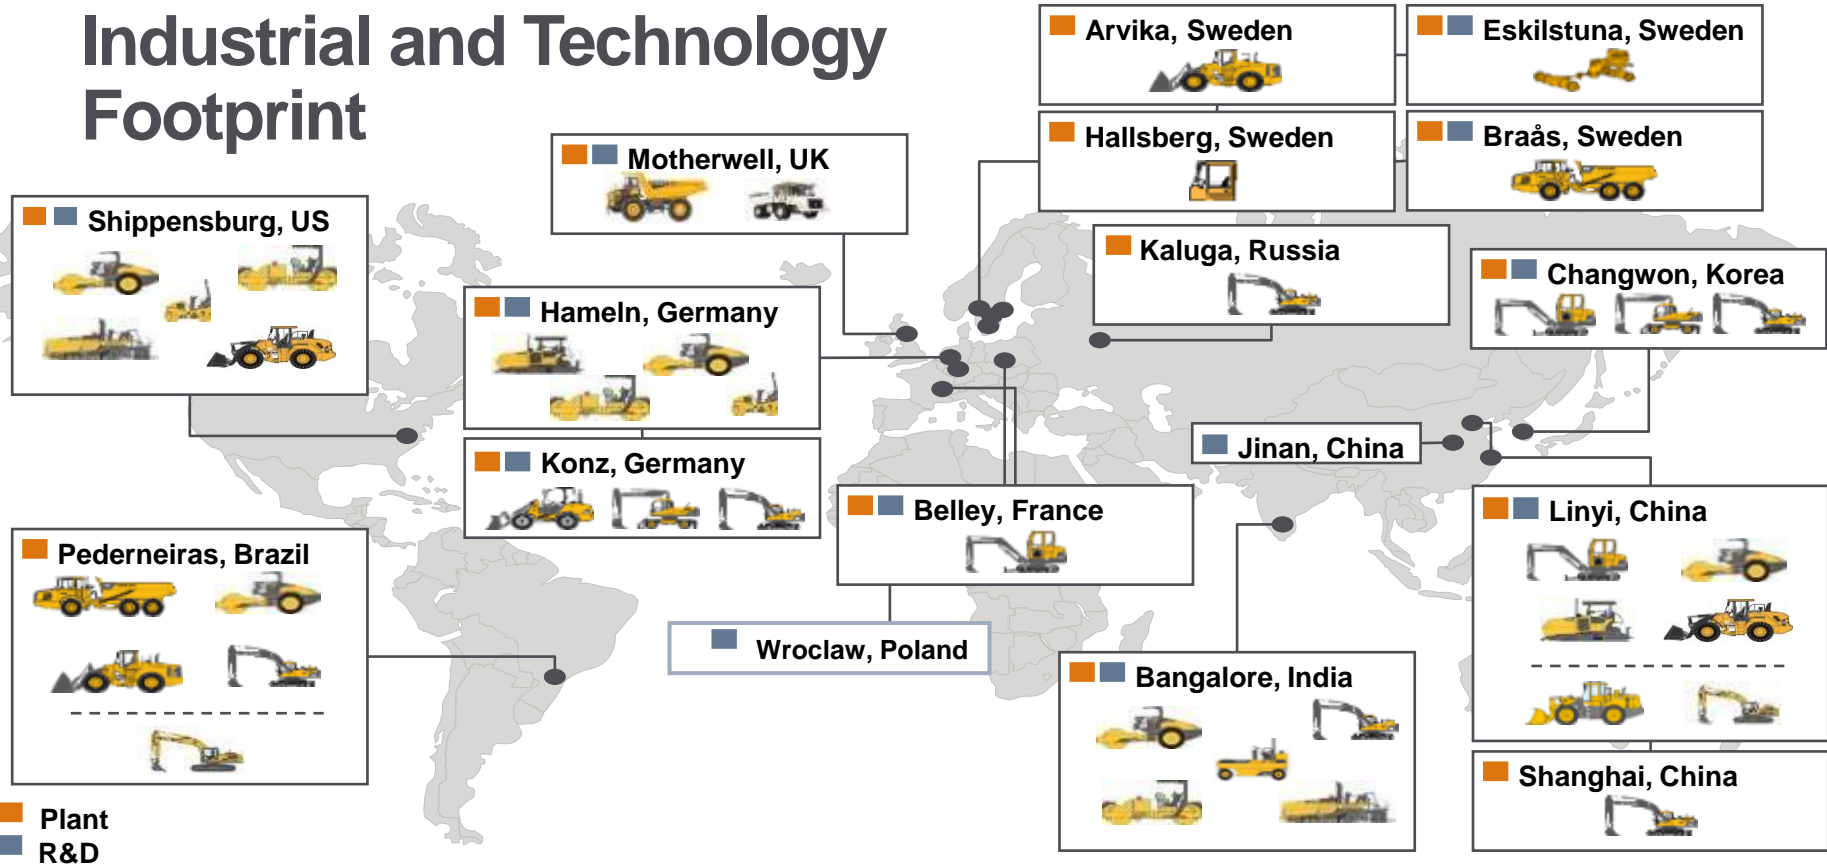 Industrial and Technology
Footprint
Arvika, Sweden
Eskilstuna, Sweden
Hallsberg, Sweden
Braås, Sweden
Motherwell, UK
Shippensburg, US
Kaluga, Russia
Changwon, Korea
Hameln, Germany
Jinan, China
Konz, Germany
Belley, France
Linyi, China
Pederneiras, Brazil
Wroclaw, Poland
Bangalore, India
Shanghai, China
Plant
R&D